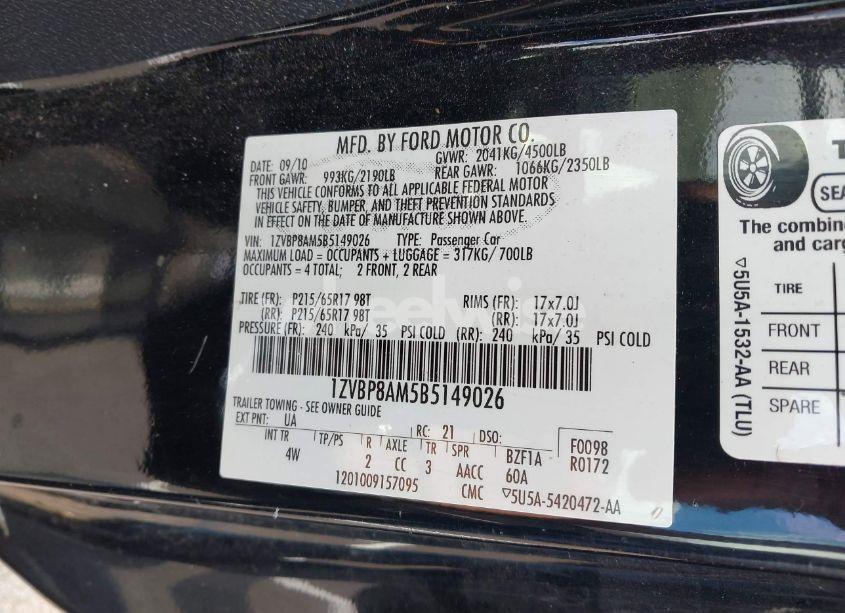 MFD. BY FORD MOTOR CO.
DATE: 09/10 GVWR: 2041KG/4500LB
FRONT GAWR: 993KG/2190LB REAR GAWR: 1066KG/2350LB
THIS VEHICLE CONFORMS TO ALL APPLICABLE FEDERAL MOTOR
VEHICLE SAFETY, BUMPER, AND THEFT PREVENTION STANDARDS
IN EFFECT ON THE DATE OF MANUFACTURE SHOWN ABOVE.
VIN: 1ZVBP8AM5B5149026 TYPE: Passenger Car
MAXIMUM LOAD = OCCUPANTS + LUGGAGE = 317KG/700LB
OCCUPANTS = 4 TOTAL; 2 FRONT, 2 REAR
TIRE (FR): P215/65R17 98T RIMS (FR): 17x7.0J
(RR): P215/65R17 98T (RR): 17x7.0J
PRESSURE (FR): 240 kPa/35 PSI COLD (RR): 240 kPa/35 PSI COLD
1ZVBP8AM5B5149026
TRAILER TOWING - SEE OWNER GUIDE
EXT PNT: UA RC: 21 DSO: F0098
INT TR TP/PS R AXLE TR SPR BZF1A R0172
4W 2 CC 3 AACC 60A
1201009157095 CMC ▽5U5A-5420472-AA
▽5U5A-1532-AA (TLU)
T
SEA
The combin
and carg
TIRE
FRONT
REAR
SPARE